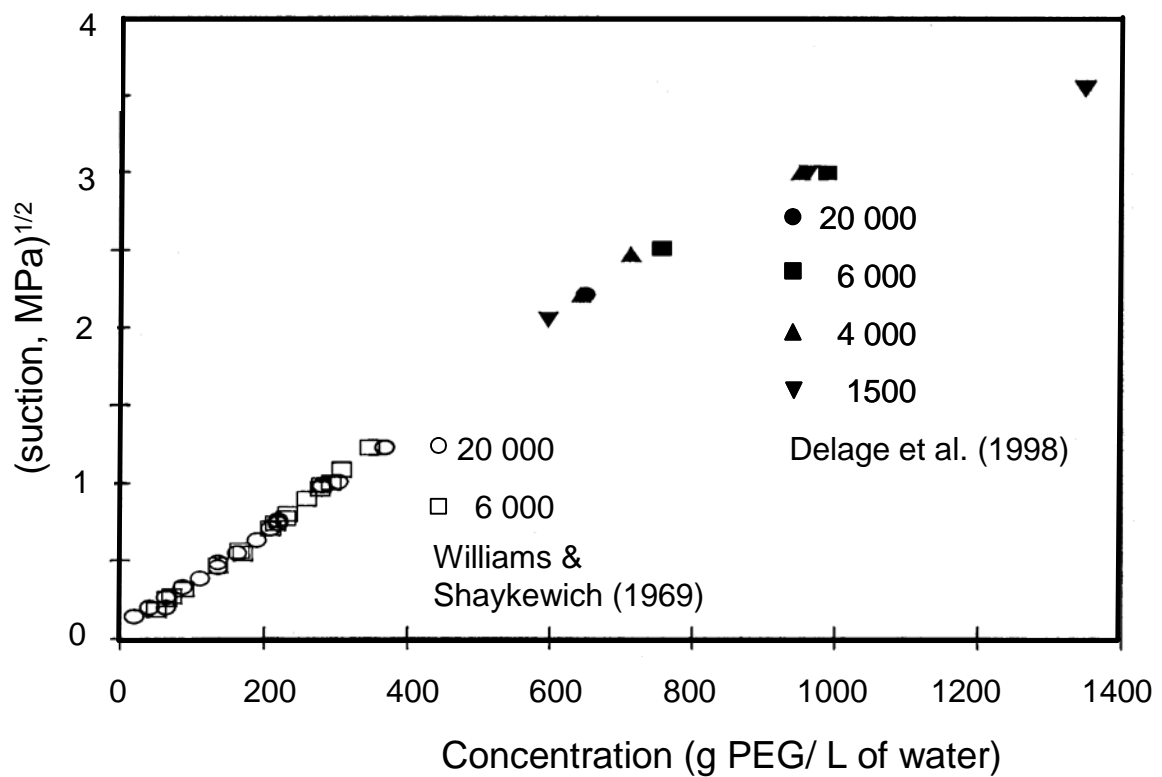 4
3
2
1
0
(suction, MPa)1/2
20 000
6 000
4 000
1500
Delage et al. (1998)
20 000
6 000
Williams &
Shaykewich (1969)
0 200 400 600 800 1000 1200 1400
Concentration (g PEG/ L of water)